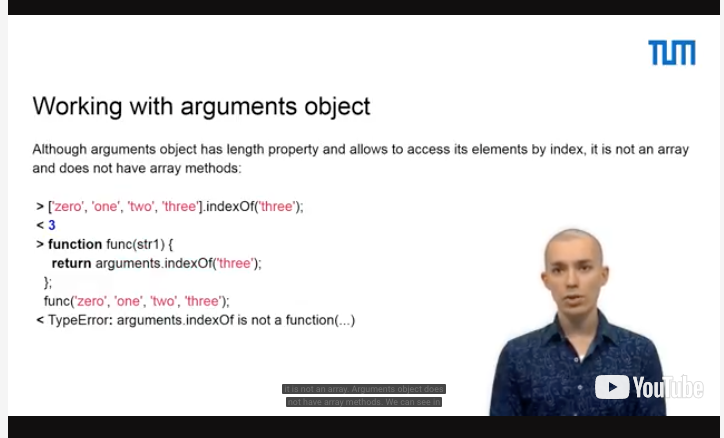 TUM
Working with arguments object
Although arguments object has length property and allows to access its elements by index, it is not an array
and does not have array methods:
> ['zero', 'one', 'two', 'three'].indexOf('three');
< 3
> function func(str1) {
return arguments.indexOf('three');
};
func('zero', 'one', 'two', 'three');
< TypeError: arguments.indexOf is not a function(...)
it is not an array. Arguments object does
not have array methods. We can see in
YouTube